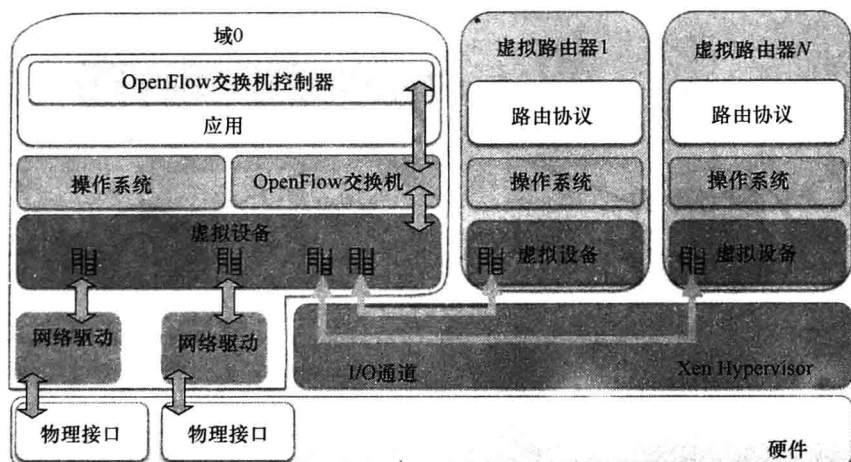 域0
OpenFlow交换机控制器
应用
操作系统
OpenFlow交换机
虚拟设备
网络驱动
网络驱动
物理接口
物理接口
虚拟路由器1
路由协议
操作系统
虚拟设备
虚拟路由器N
路由协议
操作系统
虚拟设备
I/O通道
Xen Hypervisor
硬件